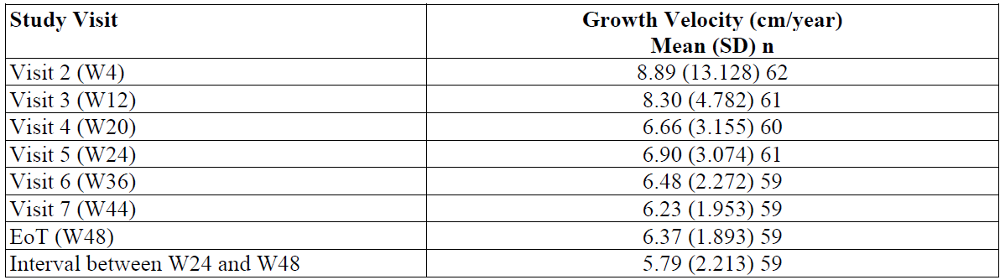 Study Visit Growth Velocity (cm/year)
Mean (SD) n
Visit 2 (W4) 8.89 (13.128) 62
Visit 3 (W12) 8.30 (4.782) 61
Visit 4 (W20) 6.66 (3.155) 60
Visit 5 (W24) 6.90 (3.074) 61
Visit 6 (W36) 6.48 (2.272) 59
Visit 7 (W44) 6.23 (1.953) 59
EoT (W48) 6.37 (1.893) 59
Interval between W24 and W48 5.79 (2.213) 59